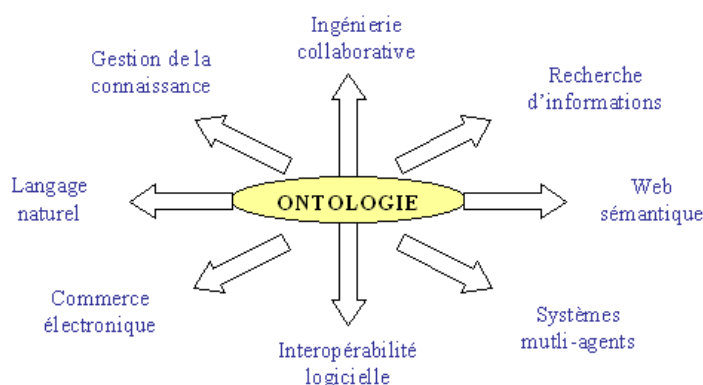 Ingénierie
collaborative
Gestion de la
connaissance
Recherche
d'informations
Langage
naturel
ONTOLOGIE
Web
sémantique
Commerce
électronique
Systèmes
mutli-agents
Interopérabilité
logicielle